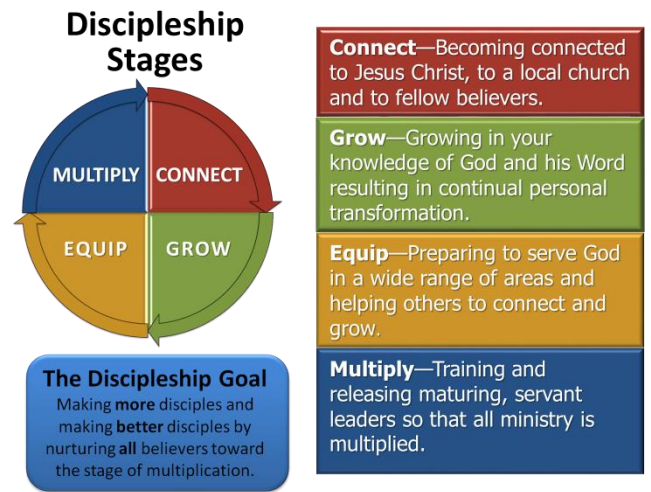 Discipleship
Stages
MULTIPLY
CONNECT
EQUIP
GROW
The Discipleship Goal
Making more disciples and
making better disciples by
nurturing all believers toward
the stage of multiplication.
Connect—Becoming connected
to Jesus Christ, to a local church
and to fellow believers.
Grow—Growing in your
knowledge of God and his Word
resulting in continual personal
transformation.
Equip—Preparing to serve God
in a wide range of areas and
helping others to connect and
grow.
Multiply—Training and
releasing maturing, servant
leaders so that all ministry is
multiplied.